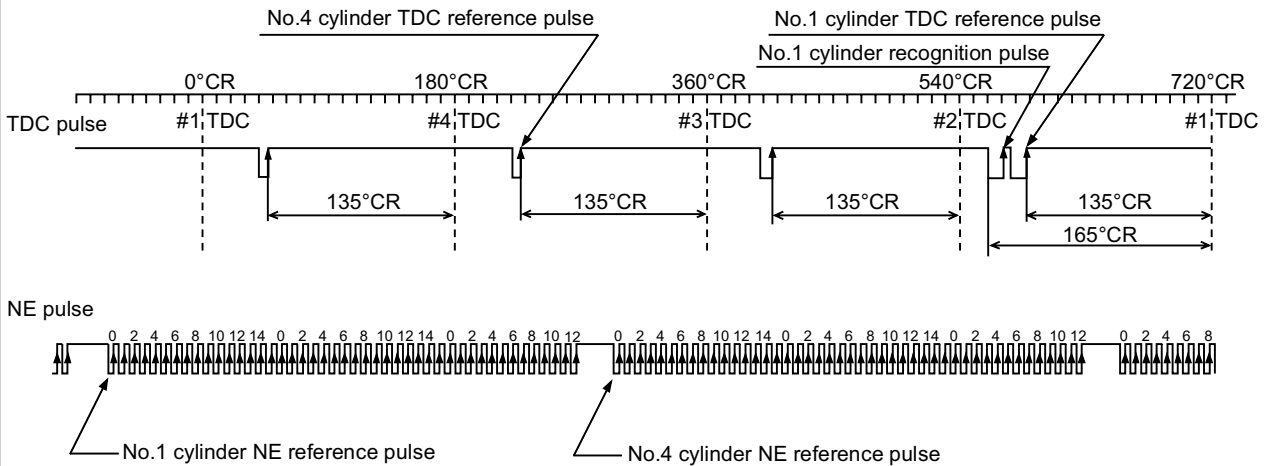 No.4 cylinder TDC reference pulse
No.1 cylinder TDC reference pulse
No.1 cylinder recognition pulse
0°CR 180°CR 360°CR 540°CR 720°CR
TDC pulse #1 TDC #4 TDC #3 TDC #2 TDC #1 TDC
135°CR 135°CR 135°CR 135°CR
165°CR
NE pulse
0 2 4 6 8 10 12 14 0 2 4 6 8 10 12 14 0 2 4 6 8 10 12 0 2 4 6 8 10 12 14 0 2 4 6 8 10 12 14 0 2 4 6 8 10 12 0 2 4 6 8
No.1 cylinder NE reference pulse
No.4 cylinder NE reference pulse